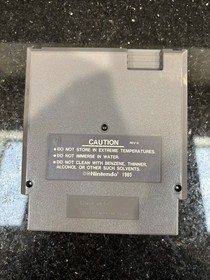 CAUTION
● DO NOT STORE IN EXTREME TEMPERATURES.
● DO NOT IMMERSE IN WATER.
● DO NOT CLEAN WITH BENZENE, THINNER,
ALCOHOL OR OTHER SUCH SOLVENTS.
Nintendo 1985